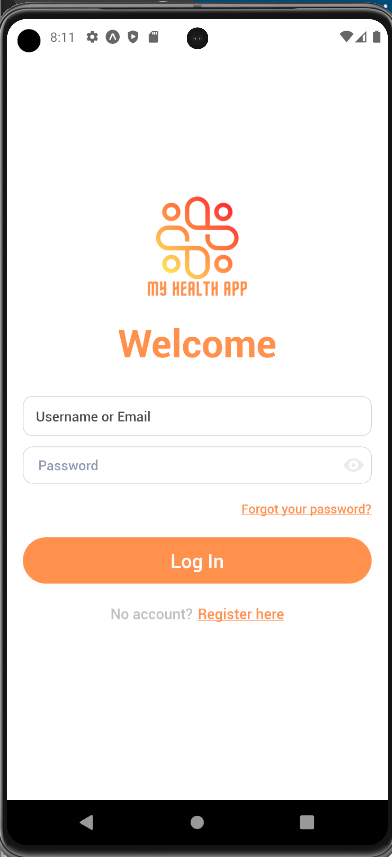 8:11
MY HEALTH APP
Welcome
Username or Email
Password
Forgot your password?
Log In
No account? Register here